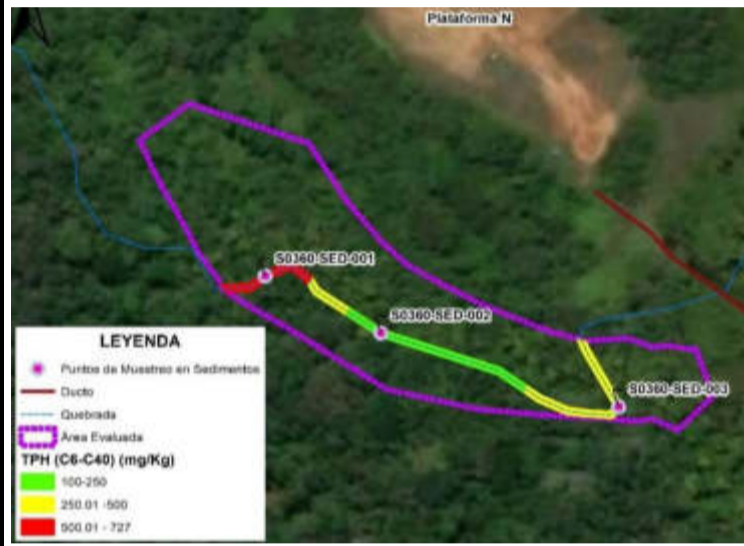 Plataforma N
S0360-SED-001
S0360-SED-002
S0360-SED-003
LEYENDA
Puntos de Muestreo en Sedimentos
Ducto
Quebrada
Área Evaluada
TPH (C6-C40) (mg/Kg)
100-250
250.01 -500
500.01 - 727